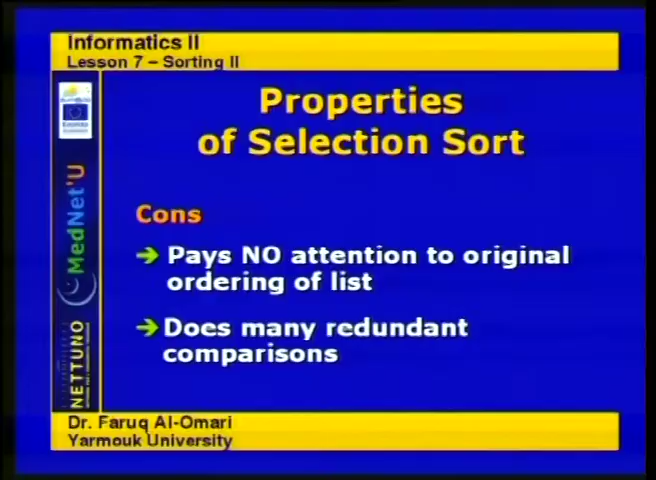 Informatics II
Lesson 7 – Sorting II
Properties
of Selection Sort
Cons
Pays NO attention to original
ordering of list
Does many redundant
comparisons
MedNet'U
NETTUNO
Dr. Faruq Al-Omari
Yarmouk University